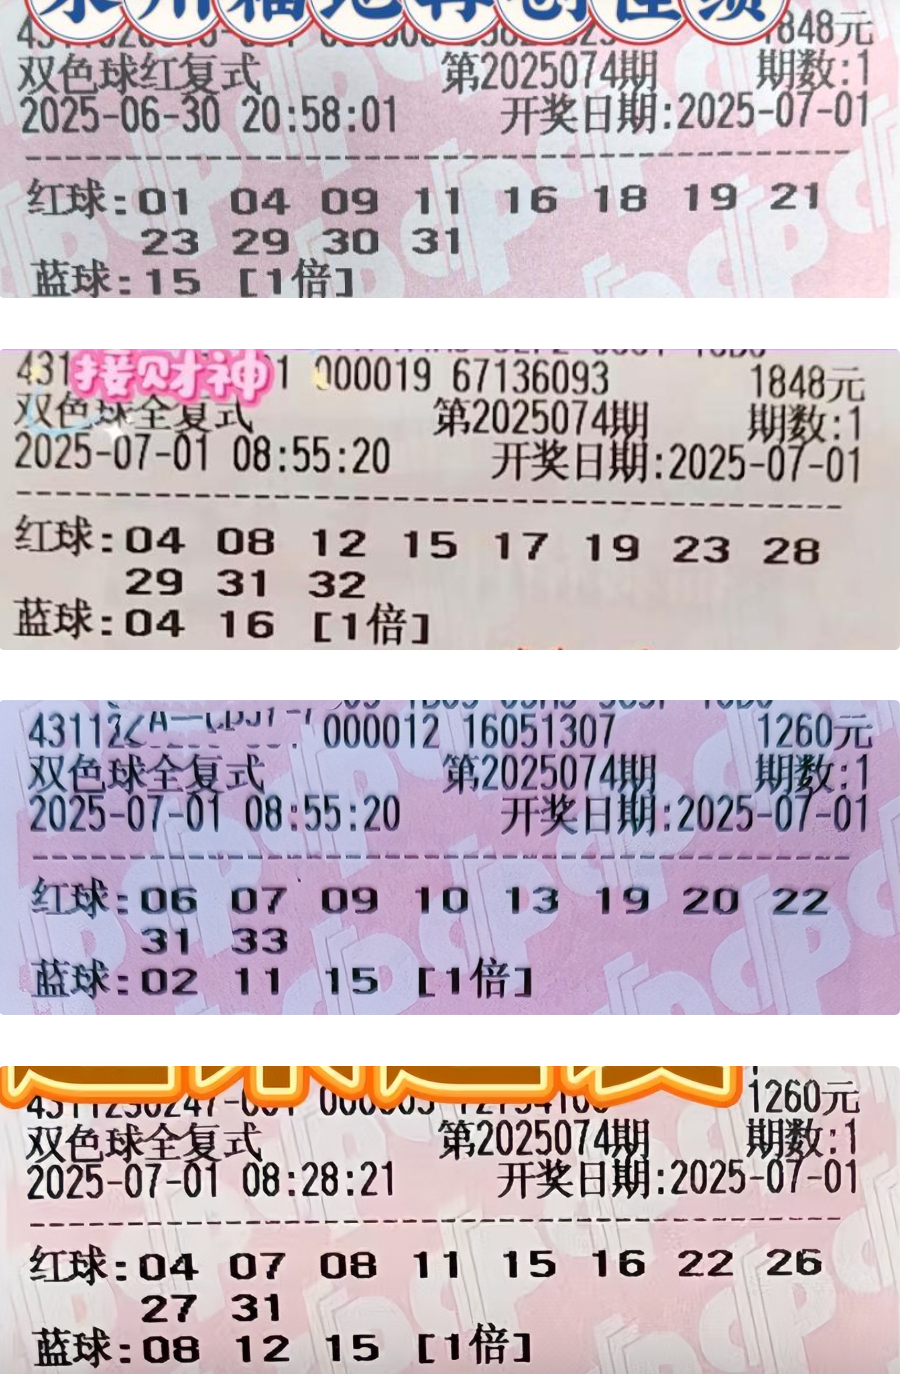 永州福地再创佳绩
1848元
双色球红复式 第2025074期 期数:1
2025-06-30 20:58:01 开奖日期:2025-07-01
红球:01 04 09 11 16 18 19 21
23 29 30 31
蓝球:15 [1倍]
431 接财神 1 000019 67136093 1848元
双色球全复式 第2025074期 期数:1
2025-07-01 08:55:20 开奖日期:2025-07-01
红球:04 08 12 15 17 19 23 28
29 31 32
蓝球:04 16 [1倍]
43112 000012 16051307 1260元
双色球全复式 第2025074期 期数:1
2025-07-01 08:55:20 开奖日期:2025-07-01
红球:06 07 09 10 13 19 20 22
31 33
蓝球:02 11 15 [1倍]
1260元
双色球全复式 第2025074期 期数:1
2025-07-01 08:28:21 开奖日期:2025-07-01
红球:04 07 08 11 15 16 22 26
27 31
蓝球:08 12 15 [1倍]